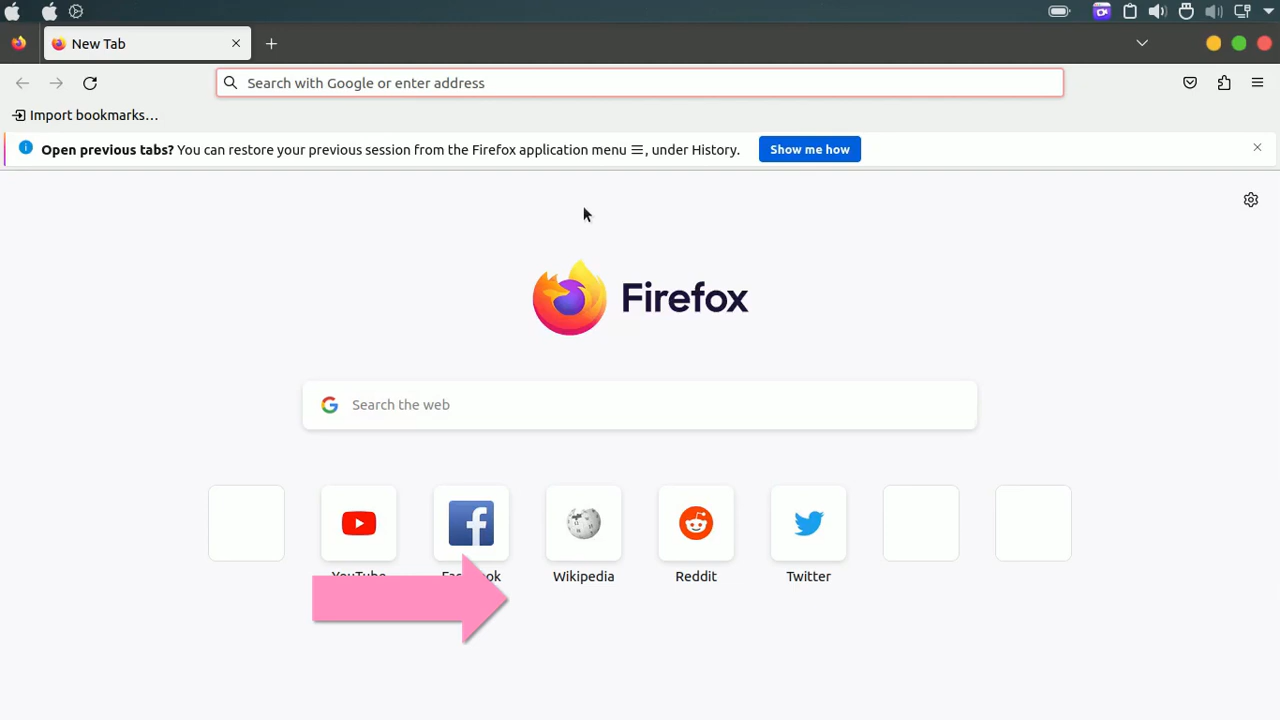 New Tab
Search with Google or enter address
Import bookmarks…
Open previous tabs? You can restore your previous session from the Firefox application menu ☰, under History.
Show me how
Firefox
Search the web
Wikipedia
Reddit
Twitter